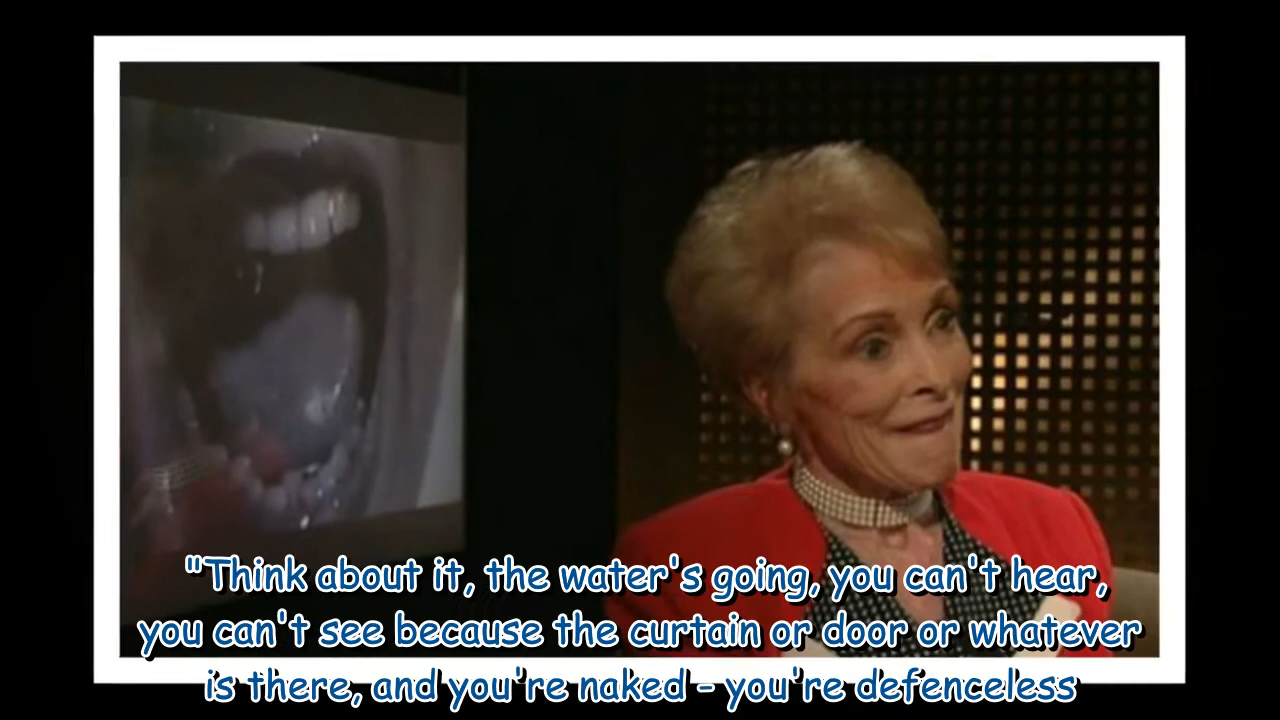 "Think about it, the water's going, you can't hear,
you can't see because the curtain or door or whatever
is there, and you're naked - you're defenceless